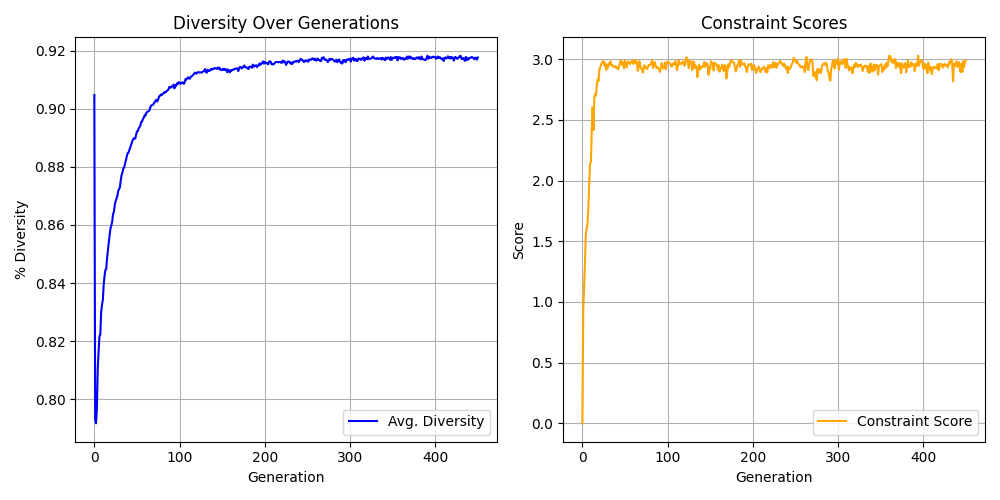 Diversity Over Generations
% Diversity
0.92
0.90
0.88
0.86
0.84
0.82
0.80
0 100 200 300 400
Generation
Avg. Diversity
Constraint Scores
Score
3.0
2.5
2.0
1.5
1.0
0.5
0.0
0 100 200 300 400
Generation
Constraint Score